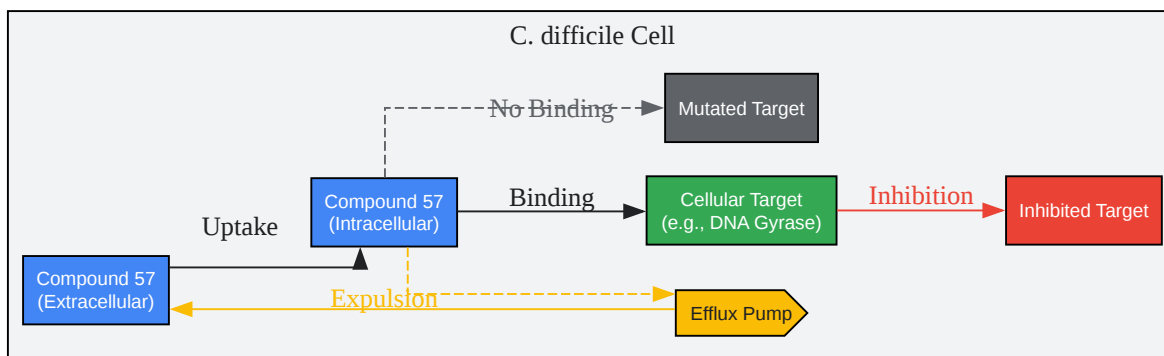 C. difficile Cell
No Binding
Mutated Target
Compound 57
(Intracellular)
Binding
Cellular Target
(e.g., DNA Gyrase)
Inhibition
Inhibited Target
Uptake
Compound 57
(Extracellular)
Expulsion
Efflux Pump